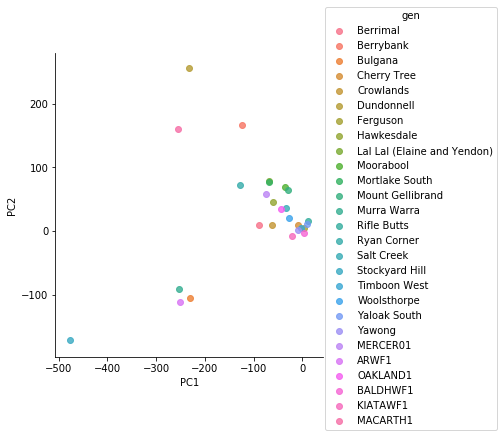 gen
Berrimal
Berrybank
Bulgana
Cherry Tree
Crowlands
Dundonnell
Ferguson
Hawkesdale
Lal Lal (Elaine and Yendon)
Moorabool
Mortlake South
Mount Gellibrand
Murra Warra
Rifle Butts
Ryan Corner
Salt Creek
Stockyard Hill
Timboon West
Woolsthorpe
Yaloak South
Yawong
MERCER01
ARWF1
OAKLAND1
BALDHWF1
KIATAWF1
MACARTH1
200
100
0
−100
PC2
−500 −400 −300 −200 −100 0
PC1